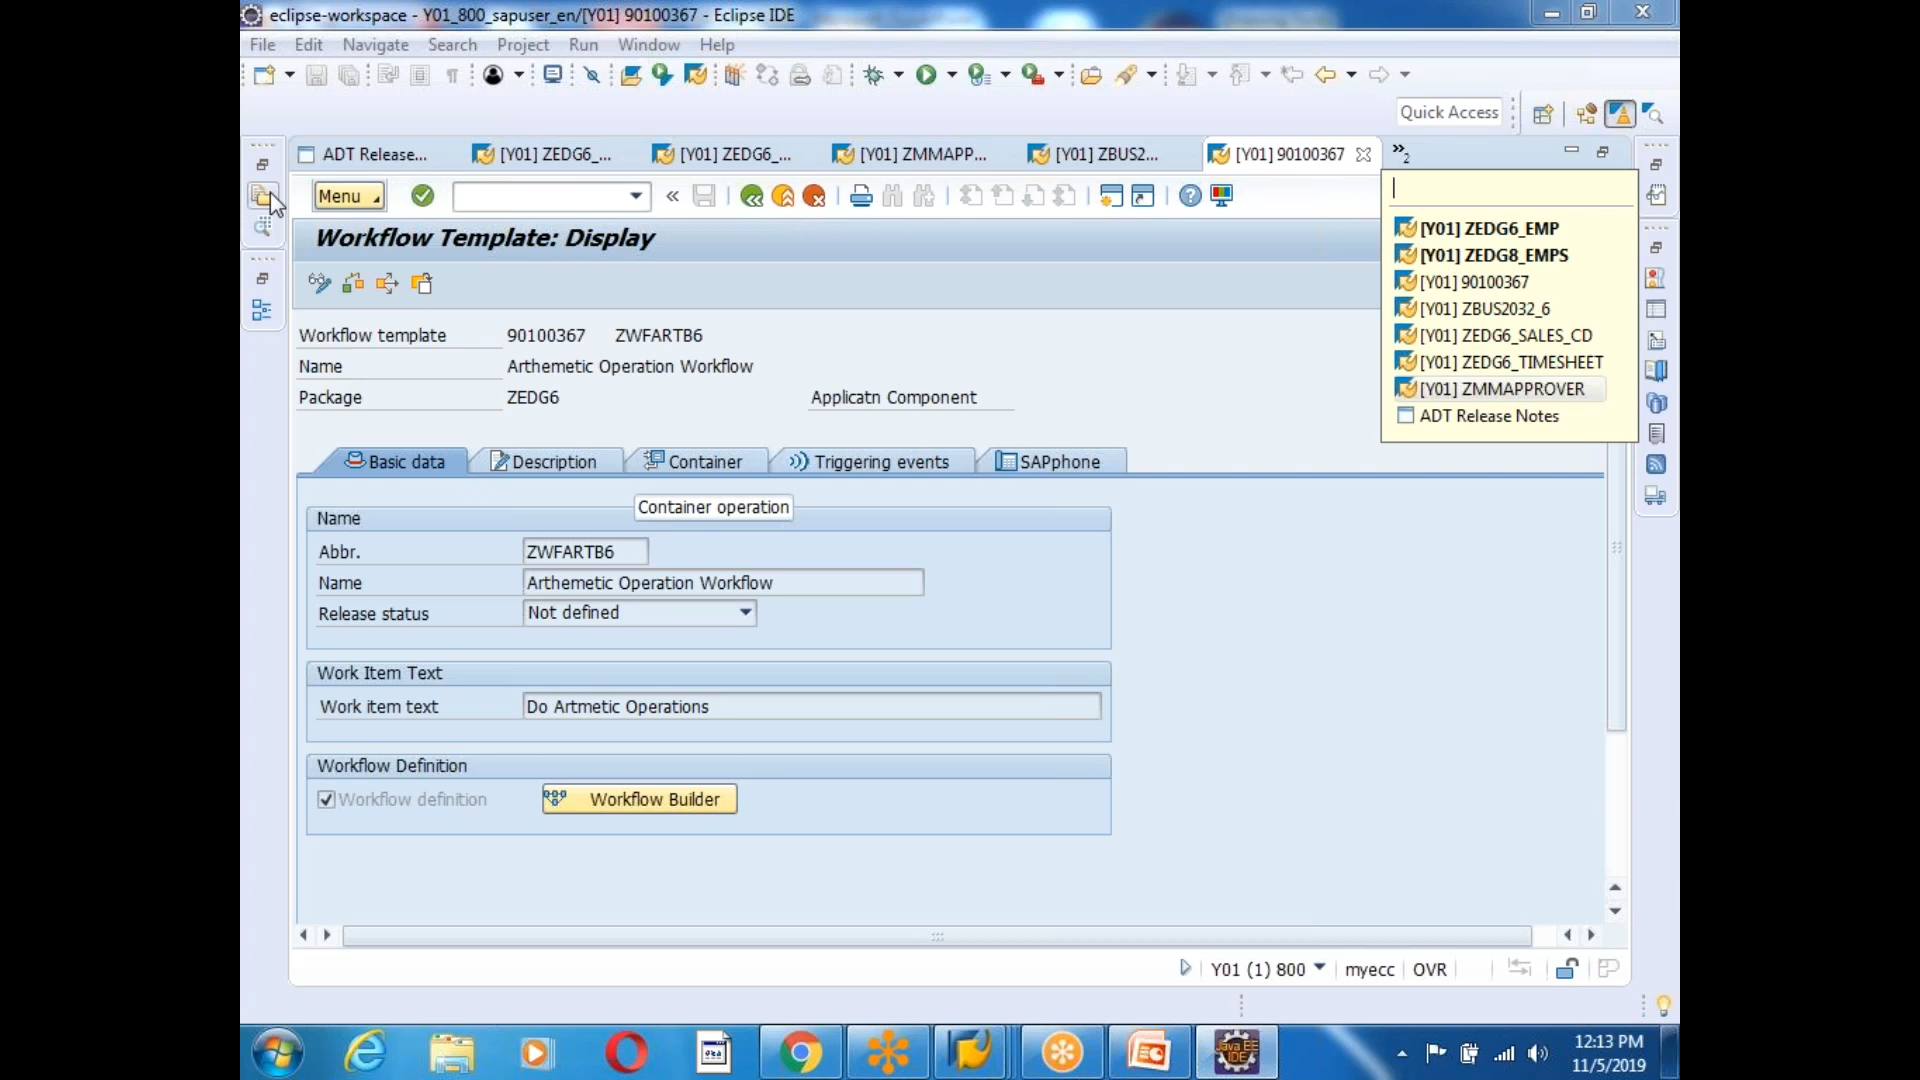 eclipse-workspace - Y01_800_sapuser_en/[Y01] 90100367 - Eclipse IDE
File Edit Navigate Search Project Run Window Help
Quick Access
ADT Release... [Y01] ZEDG6_... [Y01] ZEDG6_... [Y01] ZMMAPP... [Y01] ZBUS2... [Y01] 90100367 »2
Menu
Workflow Template: Display
[Y01] ZEDG6_EMP
[Y01] ZEDG8_EMPS
[Y01] 90100367
[Y01] ZBUS2032_6
[Y01] ZEDG6_SALES_CD
[Y01] ZEDG6_TIMESHEET
[Y01] ZMMAPPROVER
ADT Release Notes
Workflow template 90100367 ZWFARTB6
Name Arthemetic Operation Workflow
Package ZEDG6 Applicatn Component
Basic data Description Container Triggering events SAPphone
Container operation
Name
Abbr. ZWFARTB6
Name Arthemetic Operation Workflow
Release status Not defined
Work Item Text
Work item text Do Artmetic Operations
Workflow Definition
Workflow definition Workflow Builder
Y01 (1) 800 myecc OVR
Java EE
IDE
12:13 PM
11/5/2019